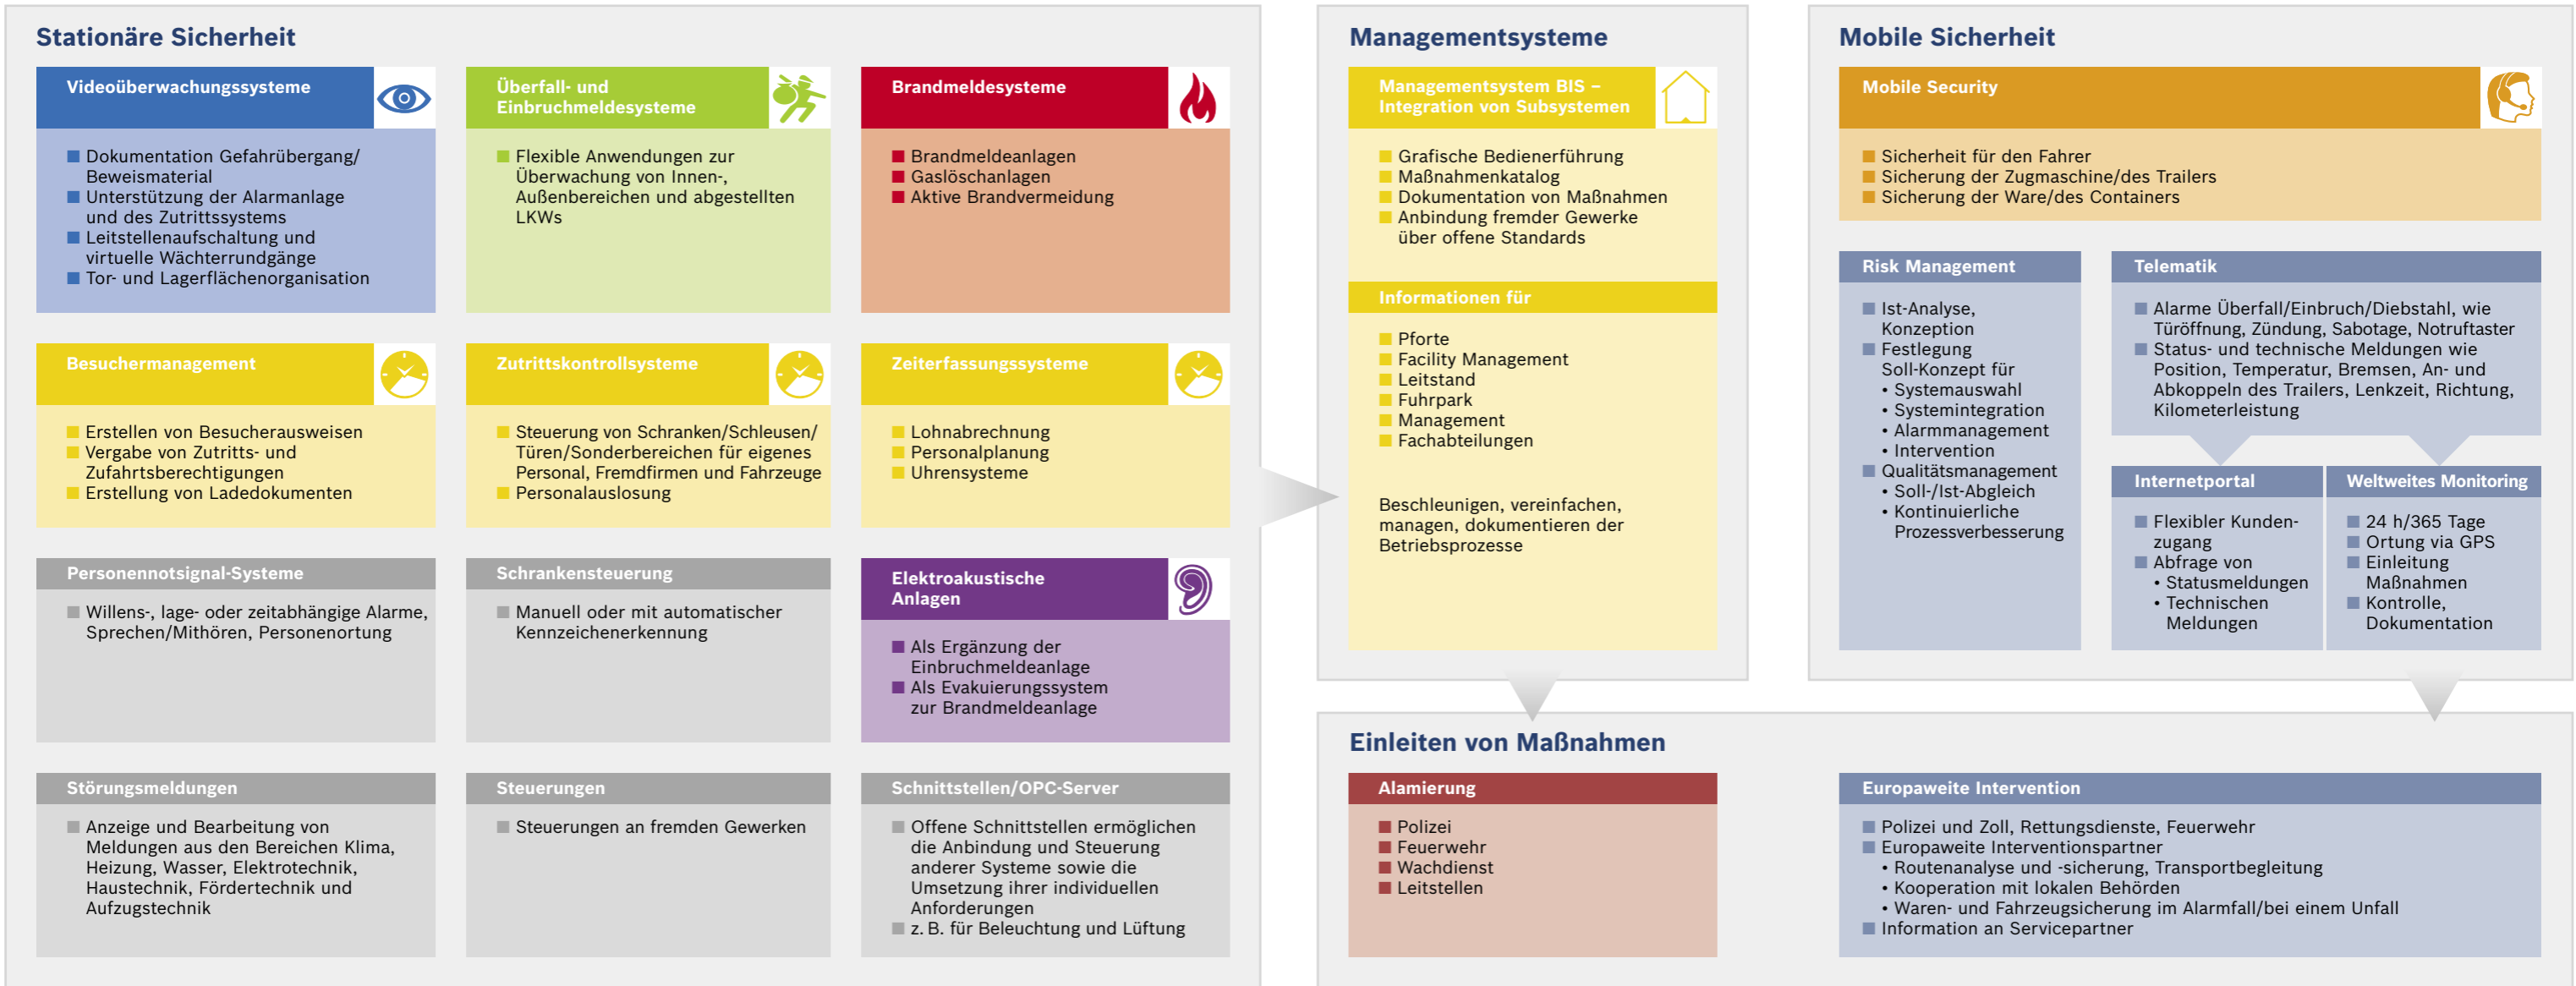 Stationäre Sicherheit
Videoüberwachungssysteme
■ Dokumentation Gefahrübergang/
Beweismaterial
■ Unterstützung der Alarmanlage
und des Zutrittssystems
■ Leitstellenaufschaltung und
virtuelle Wächterrundgänge
■ Tor- und Lagerflächenorganisation
Überfall- und
Einbruchmeldesysteme
■ Flexible Anwendungen zur
Überwachung von Innen-,
Außenbereichen und abgestellten
LKWs
Brandmeldesysteme
■ Brandmeldeanlagen
■ Gaslöschanlagen
■ Aktive Brandvermeidung
Besuchermanagement
■ Erstellen von Besucherausweisen
■ Vergabe von Zutritts- und
Zufahrtsberechtigungen
■ Erstellung von Ladedokumenten
Zutrittskontrollsysteme
■ Steuerung von Schranken/Schleusen/
Türen/Sonderbereichen für eigenes
Personal, Fremdfirmen und Fahrzeuge
■ Personalauslosung
Zeiterfassungssysteme
■ Lohnabrechnung
■ Personalplanung
■ Uhrensysteme
Personennotsignal-Systeme
■ Willens-, lage- oder zeitabhängige Alarme,
Sprechen/Mithören, Personenortung
Schrankensteuerung
■ Manuell oder mit automatischer
Kennzeichenerkennung
Elektroakustische
Anlagen
■ Als Ergänzung der
Einbruchmeldeanlage
■ Als Evakuierungssystem
zur Brandmeldeanlage
Störungsmeldungen
■ Anzeige und Bearbeitung von
Meldungen aus den Bereichen Klima,
Heizung, Wasser, Elektrotechnik,
Haustechnik, Fördertechnik und
Aufzugstechnik
Steuerungen
■ Steuerungen an fremden Gewerken
Schnittstellen/OPC-Server
■ Offene Schnittstellen ermöglichen
die Anbindung und Steuerung
anderer Systeme sowie die
Umsetzung ihrer individuellen
Anforderungen
■ z. B. für Beleuchtung und Lüftung
Managementsysteme
Managementsystem BIS –
Integration von Subsystemen
■ Grafische Bedienerführung
■ Maßnahmenkatalog
■ Dokumentation von Maßnahmen
■ Anbindung fremder Gewerke
über offene Standards
Informationen für
■ Pforte
■ Facility Management
■ Leitstand
■ Fuhrpark
■ Management
■ Fachabteilungen
Beschleunigen, vereinfachen,
managen, dokumentieren der
Betriebsprozesse
Mobile Sicherheit
Mobile Security
■ Sicherheit für den Fahrer
■ Sicherung der Zugmaschine/des Trailers
■ Sicherung der Ware/des Containers
Risk Management
■ Ist-Analyse,
Konzeption
■ Festlegung
Soll-Konzept für
• Systemauswahl
• Systemintegration
• Alarmmanagement
• Intervention
■ Qualitätsmanagement
• Soll-/Ist-Abgleich
• Kontinuierliche
Prozessverbesserung
Telematik
■ Alarme Überfall/Einbruch/Diebstahl, wie
Türöffnung, Zündung, Sabotage, Notruftaster
■ Status- und technische Meldungen wie
Position, Temperatur, Bremsen, An- und
Abkoppeln des Trailers, Lenkzeit, Richtung,
Kilometerleistung
Internetportal
■ Flexibler Kunden-
zugang
■ Abfrage von
• Statusmeldungen
• Technischen
Meldungen
Weltweites Monitoring
■ 24 h/365 Tage
■ Ortung via GPS
■ Einleitung
Maßnahmen
■ Kontrolle,
Dokumentation
Einleiten von Maßnahmen
Alamierung
■ Polizei
■ Feuerwehr
■ Wachdienst
■ Leitstellen
Europaweite Intervention
■ Polizei und Zoll, Rettungsdienste, Feuerwehr
■ Europaweite Interventionspartner
• Routenanalyse und -sicherung, Transportbegleitung
• Kooperation mit lokalen Behörden
• Waren- und Fahrzeugsicherung im Alarmfall/bei einem Unfall
■ Information an Servicepartner